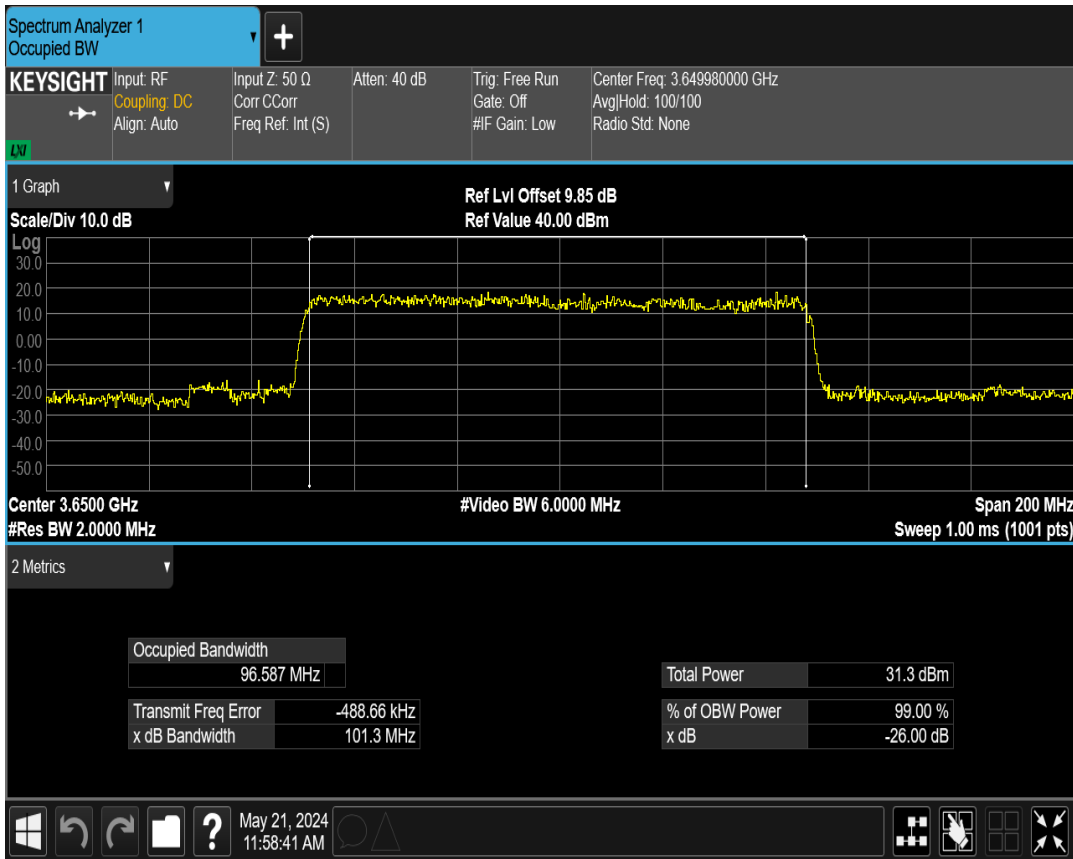 Spectrum Analyzer 1
Occupied BW
KEYSIGHT
LXI
Input: RF
Coupling: DC
Align: Auto
Input Z: 50 Ω
Corr CCorr
Freq Ref: Int (S)
Atten: 40 dB
Trig: Free Run
Gate: Off
#IF Gain: Low
Center Freq: 3.649980000 GHz
Avg|Hold: 100/100
Radio Std: None
1 Graph
Scale/Div 10.0 dB
Ref Lvl Offset 9.85 dB
Ref Value 40.00 dBm
Log
30.0
20.0
10.0
0.00
-10.0
-20.0
-30.0
-40.0
-50.0
Center 3.6500 GHz
#Video BW 6.0000 MHz
Span 200 MHz
#Res BW 2.0000 MHz
Sweep 1.00 ms (1001 pts)
2 Metrics
Occupied Bandwidth
96.587 MHz
Transmit Freq Error -488.66 kHz
x dB Bandwidth 101.3 MHz
Total Power 31.3 dBm
% of OBW Power 99.00 %
x dB -26.00 dB
?
May 21, 2024
11:58:41 AM